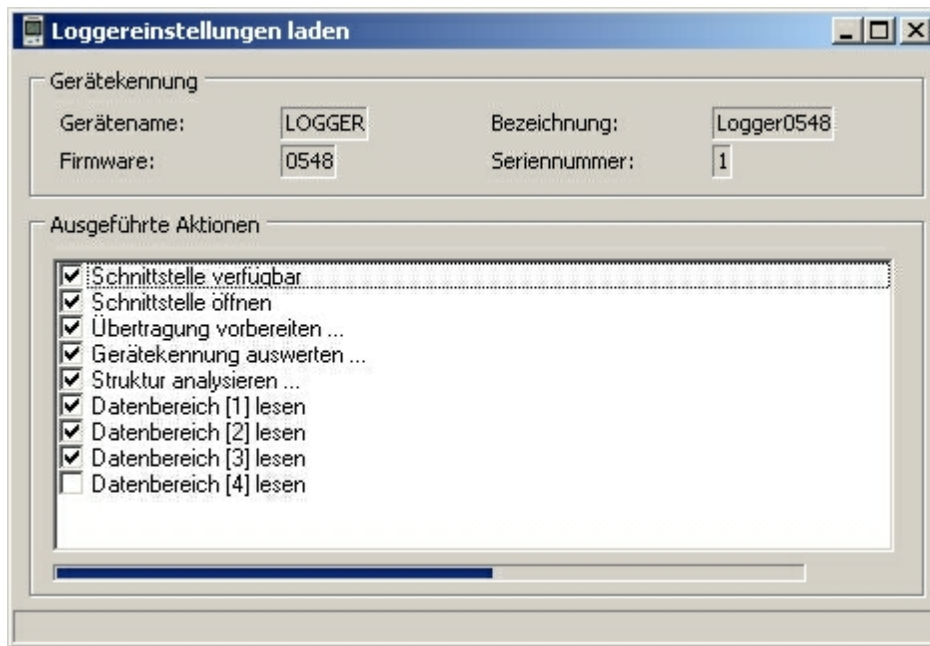 Loggereinstellungen laden
Gerätekennung
Gerätename: LOGGER Bezeichnung: Logger0548
Firmware: 0548 Seriennummer: 1
Ausgeführte Aktionen
Schnittstelle verfügbar
Schnittstelle öffnen
Übertragung vorbereiten ...
Gerätekennung auswerten ...
Struktur analysieren ...
Datenbereich [1] lesen
Datenbereich [2] lesen
Datenbereich [3] lesen
Datenbereich [4] lesen